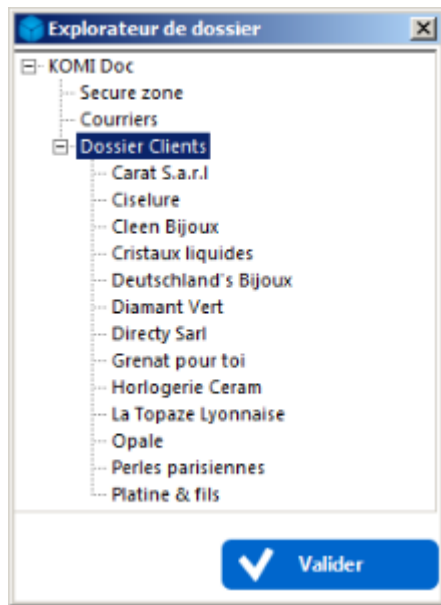 Explorateur de dossier
KOMI Doc
Secure zone
Courriers
Dossier Clients
Carat S.a.r.l
Ciselure
Cleen Bijoux
Cristaux liquides
Deutschland's Bijoux
Diamant Vert
Directy Sarl
Grenat pour toi
Horlogerie Ceram
La Topaze Lyonnaise
Opale
Perles parisiennes
Platine & fils
Valider